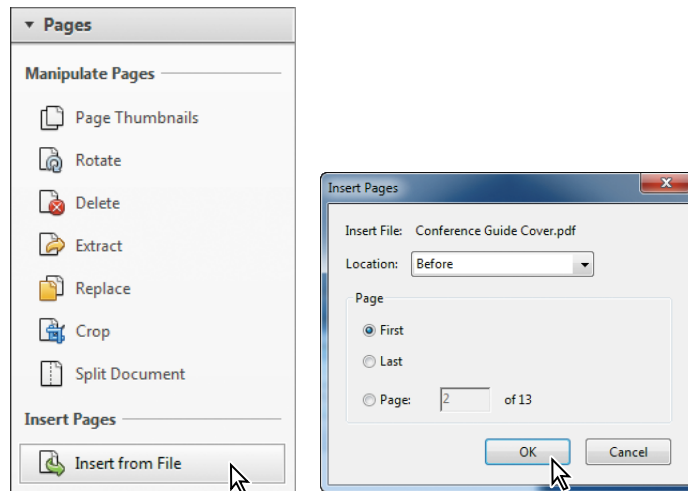 Pages
Manipulate Pages
Page Thumbnails
Rotate
Delete
Extract
Replace
Crop
Split Document
Insert Pages
Insert from File
Insert Pages
Insert File: Conference Guide Cover.pdf
Location: Before
Page
First
Last
Page: 2 of 13
OK Cancel